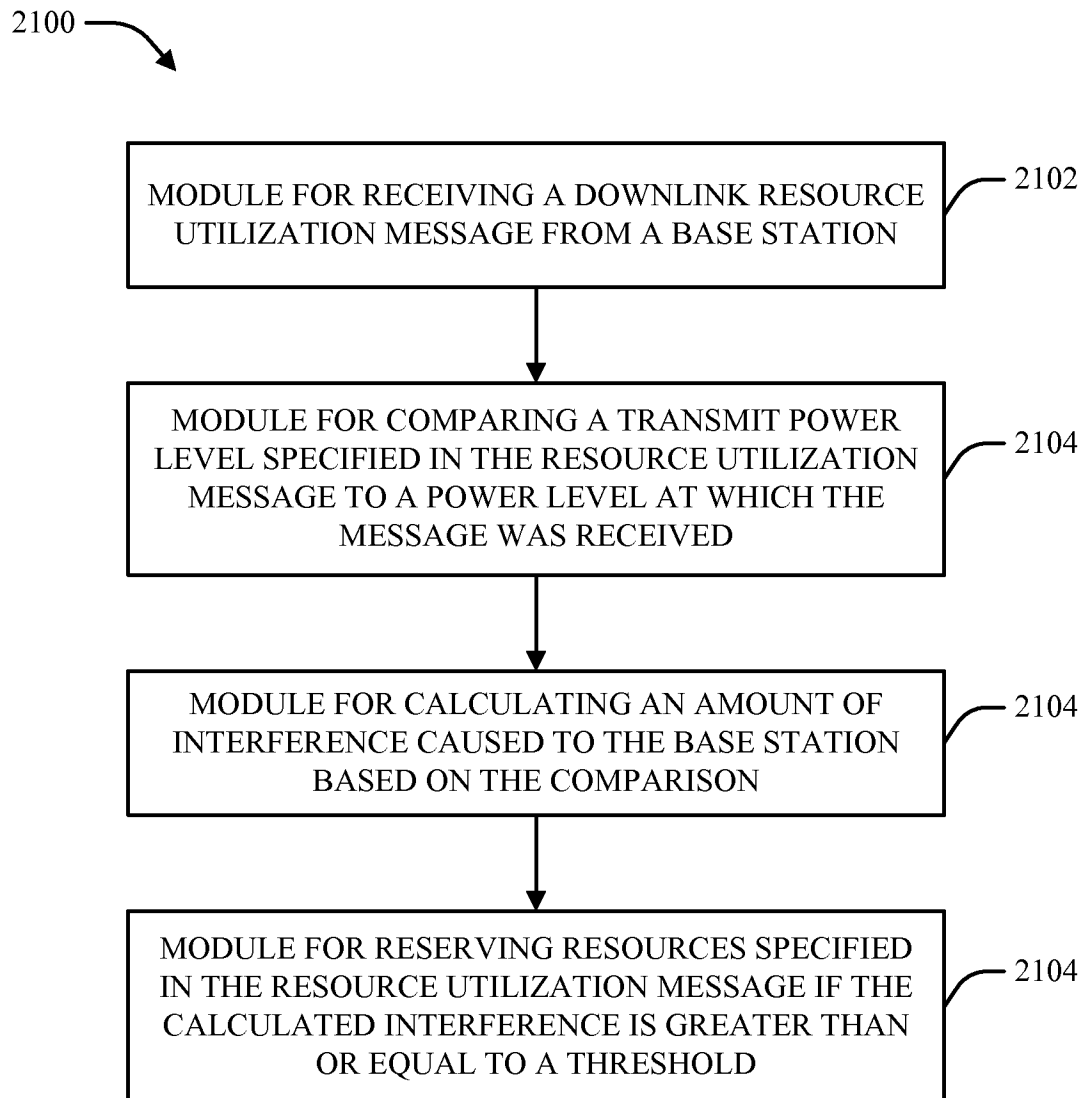 2100
MODULE FOR RECEIVING A DOWNLINK RESOURCE
UTILIZATION MESSAGE FROM A BASE STATION
2102
MODULE FOR COMPARING A TRANSMIT POWER
LEVEL SPECIFIED IN THE RESOURCE UTILIZATION
MESSAGE TO A POWER LEVEL AT WHICH THE
MESSAGE WAS RECEIVED
2104
MODULE FOR CALCULATING AN AMOUNT OF
INTERFERENCE CAUSED TO THE BASE STATION
BASED ON THE COMPARISON
2104
MODULE FOR RESERVING RESOURCES SPECIFIED
IN THE RESOURCE UTILIZATION MESSAGE IF THE
CALCULATED INTERFERENCE IS GREATER THAN
OR EQUAL TO A THRESHOLD
2104